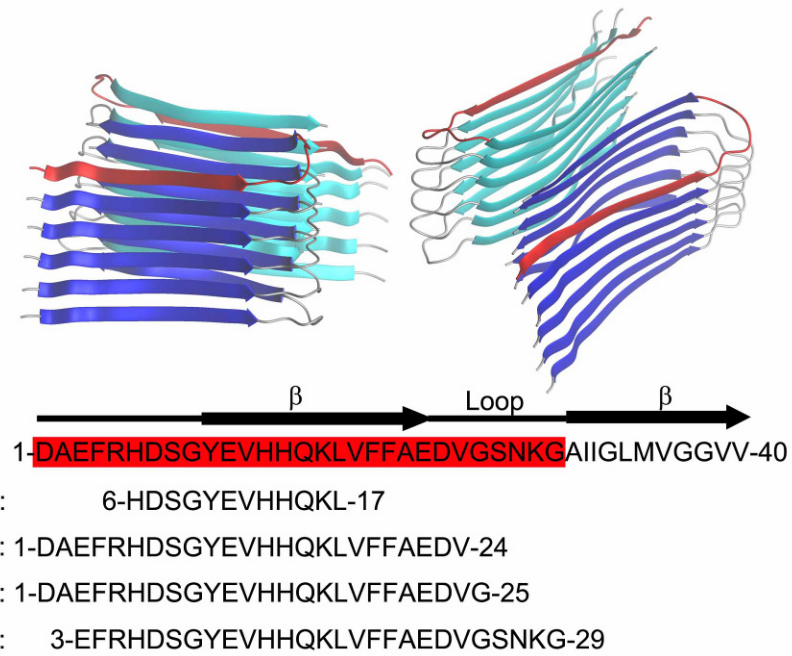 β Loop β
1-DAEFRHDSGYEVHHQKLVFFAEDVGSNKGAIIGLMVGGVV-40
: 6-HDSGYEVHHQKL-17
: 1-DAEFRHDSGYEVHHQKLVFFAEDV-24
: 1-DAEFRHDSGYEVHHQKLVFFAEDVG-25
: 3-EFRHDSGYEVHHQKLVFFAEDVGSNKG-29